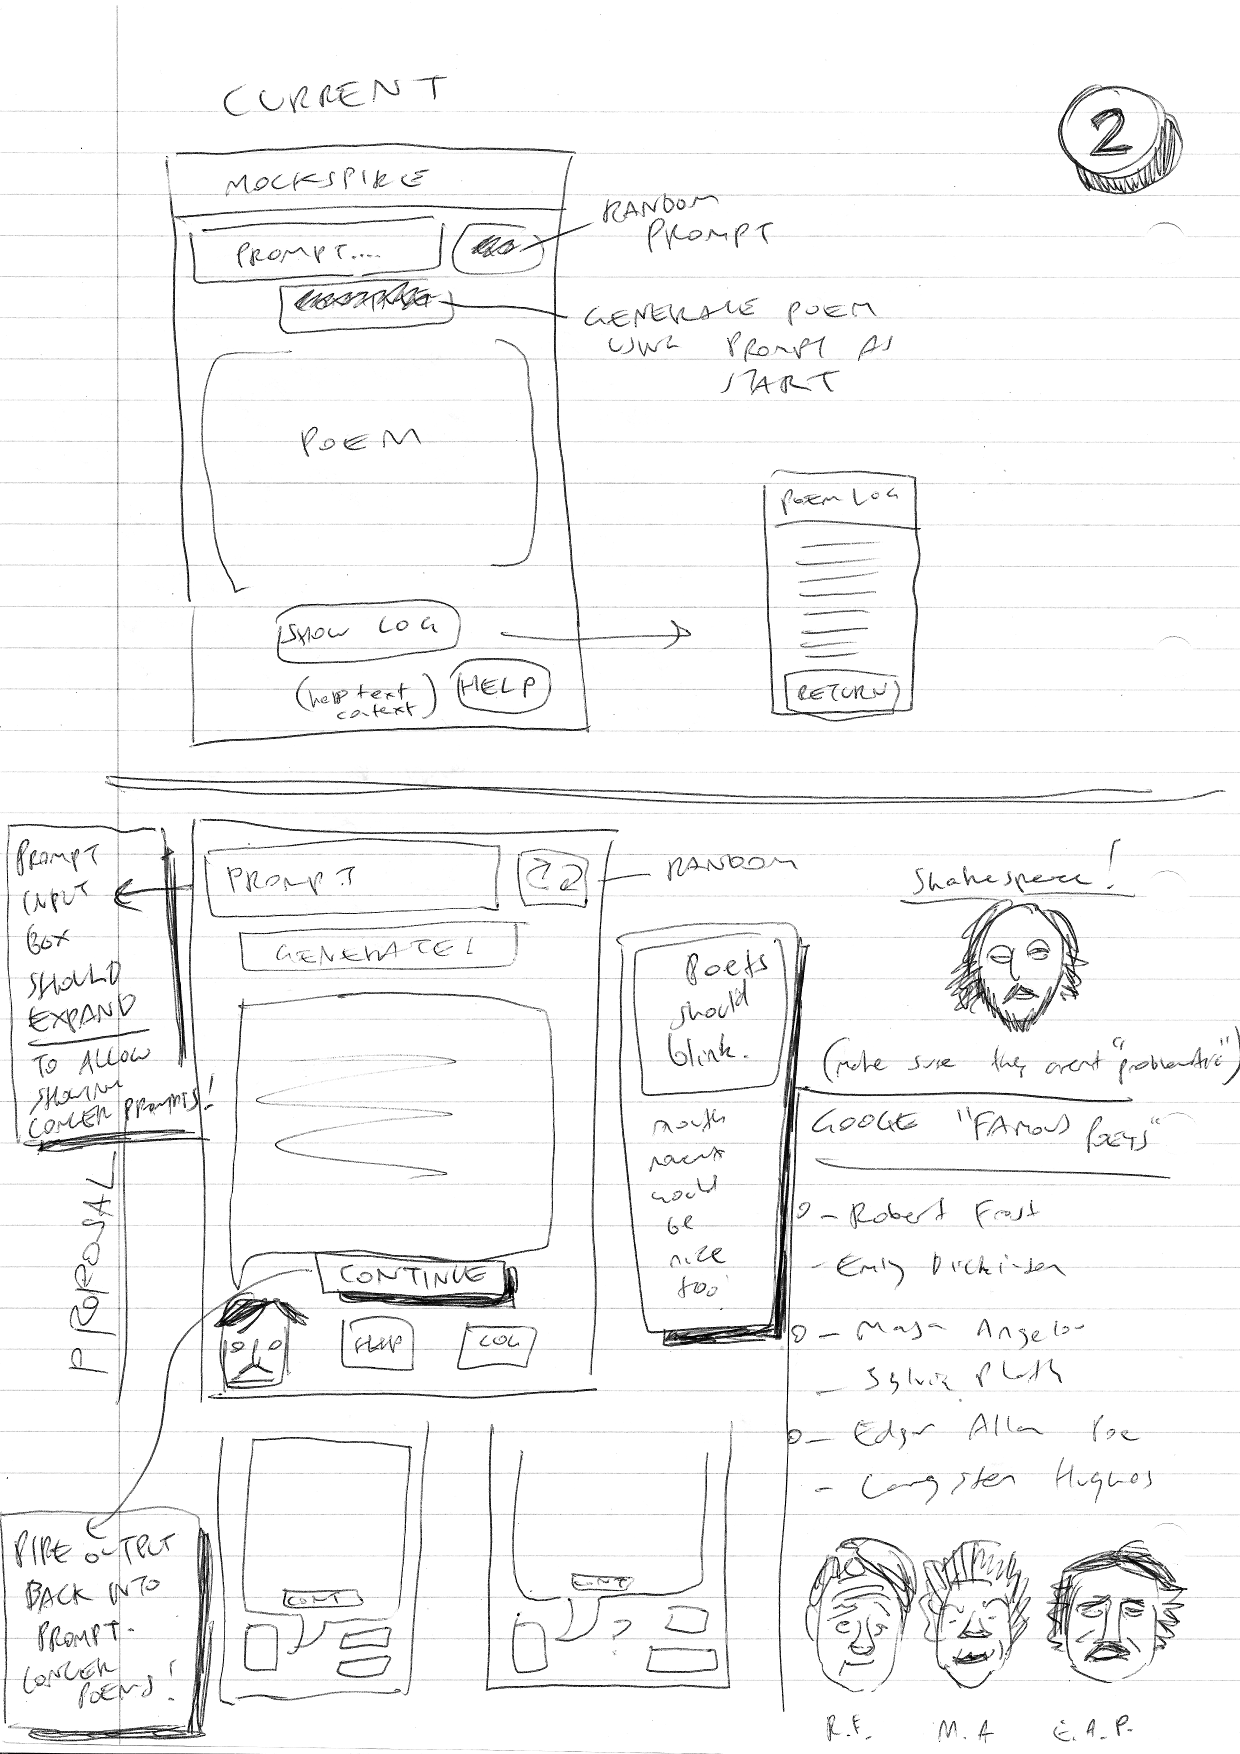 CURRENT
2
MOCKSPIRE
PROMPT....
RANDOM
PROMPT
GENERATE POEM
USING PROMPT AS
START
POEM
POEM LOG
SHOW LOG
(help text
context)
HELP
RETURN
PROMPT
INPUT
BOX
SHOULD
EXPAND
TO ALLOW
SHOWING
LONGER PROMPTS!
PROMPT
RANDOM
GENERATE!
Poets
should
blink.
mouth
movement
would
be
nice
too
Shakespeare!
(make sure they arent "problematic")
GOOGE "FAMOUS POETS"
- Robert Frost
- Emily Dickinson
- Maya Angelou
- Sylvia Plath
- Edgar Allan Poe
- Langston Hughes
PROPOSAL
CONTINUE
HELP
LOG
PIPE OUTPUT
BACK INTO
PROMPT-
LONGER
POEMS!
CONT
CONT
?
R.F.
M.A
E.A.P.